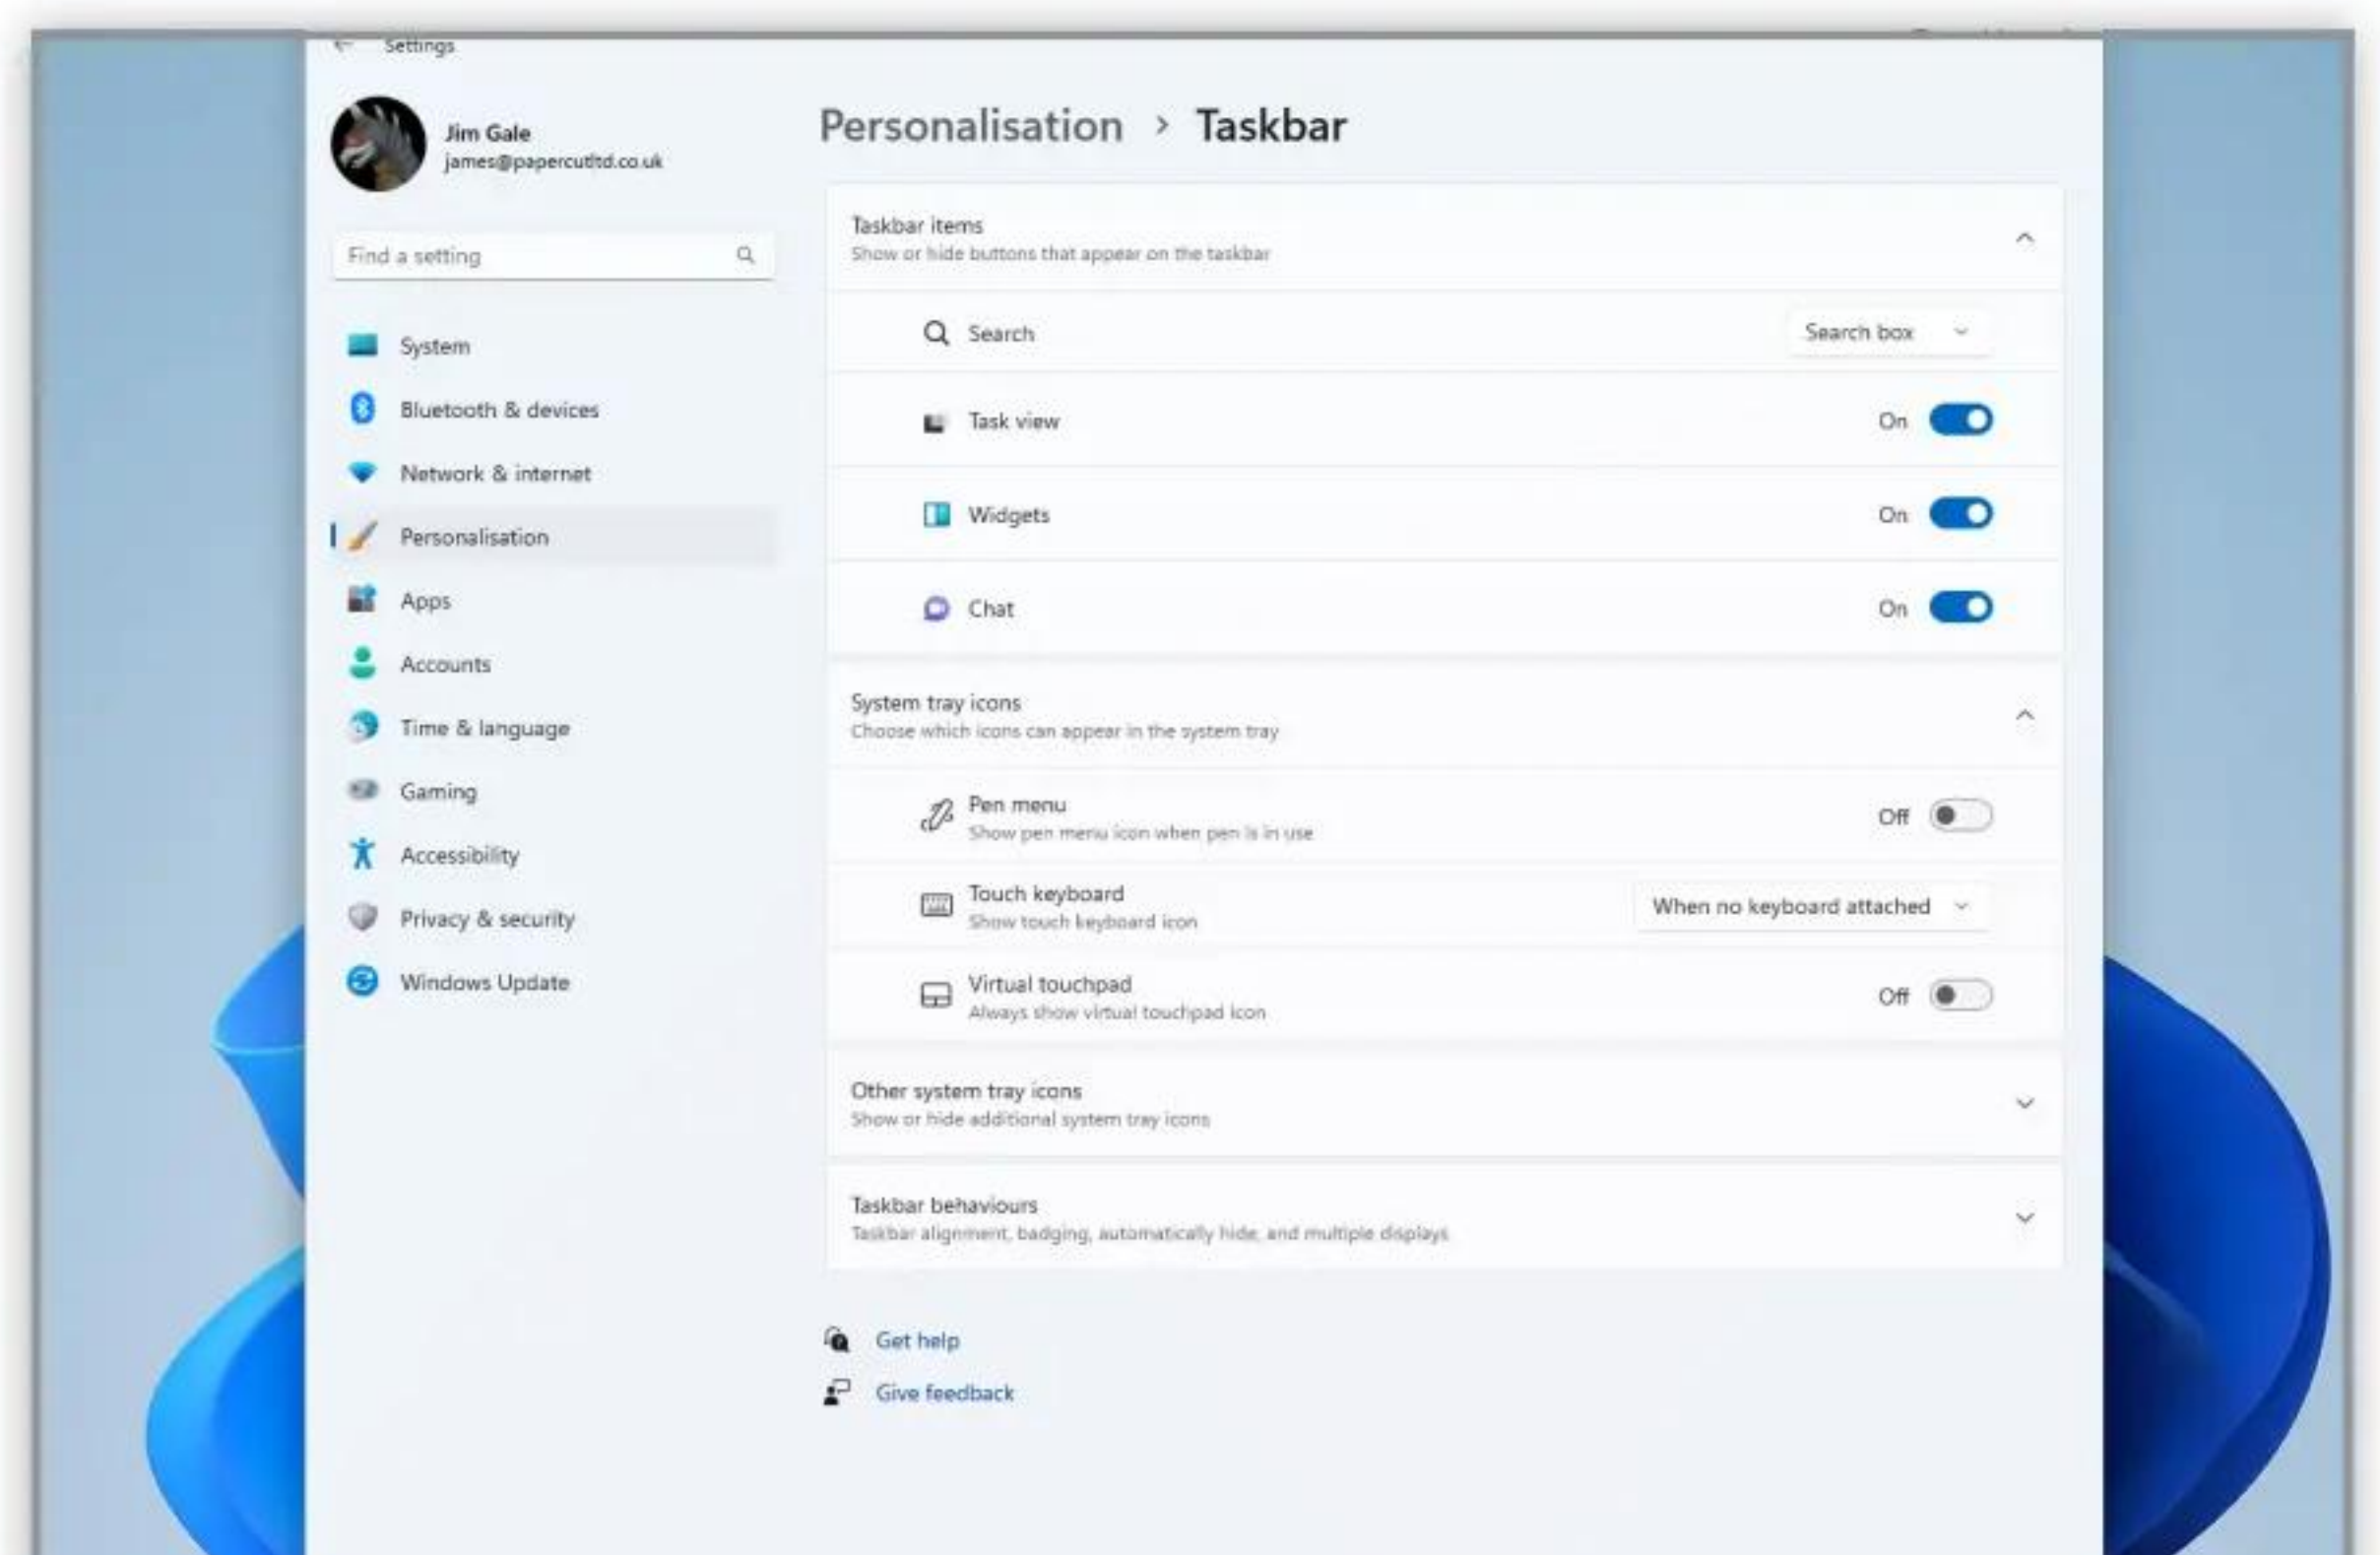 Settings
Jim Gale
james@papercutltd.co.uk
Find a setting
System
Bluetooth & devices
Network & internet
Personalisation
Apps
Accounts
Time & language
Gaming
Accessibility
Privacy & security
Windows Update
Personalisation > Taskbar
Taskbar items
Show or hide buttons that appear on the taskbar
Search Search box
Task view On
Widgets On
Chat On
System tray icons
Choose which icons can appear in the system tray
Pen menu
Show pen menu icon when pen is in use
Off
Touch keyboard
Show touch keyboard icon
When no keyboard attached
Virtual touchpad
Always show virtual touchpad icon
Off
Other system tray icons
Show or hide additional system tray icons
Taskbar behaviours
Taskbar alignment, badging, automatically hide, and multiple displays
Get help
Give feedback